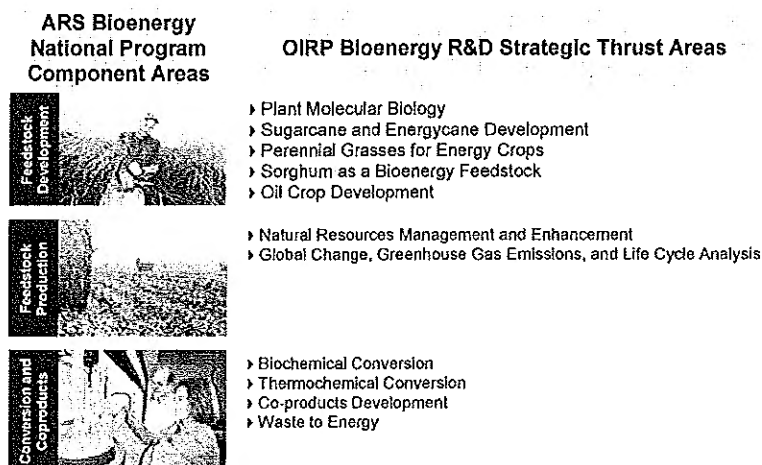 ARS Bioenergy
National Program
Component Areas
OIRP Bioenergy R&D Strategic Thrust Areas
Feedstock
Development
Plant Molecular Biology
Sugarcane and Energycane Development
Perennial Grasses for Energy Crops
Sorghum as a Bioenergy Feedstock
Oil Crop Development
Feedstock
Production
Natural Resources Management and Enhancement
Global Change, Greenhouse Gas Emissions, and Life Cycle Analysis
Conversion and
Coproducts
Biochemical Conversion
Thermochemical Conversion
Co-products Development
Waste to Energy